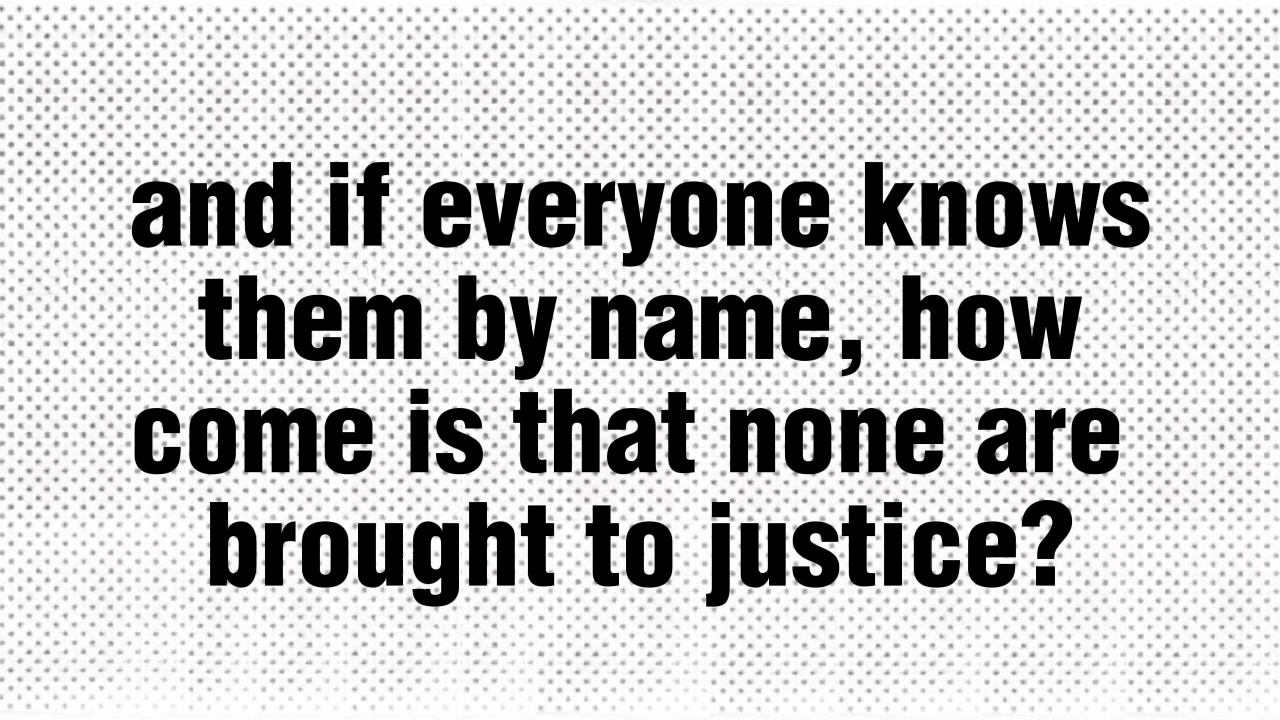 and if everyone knows
them by name, how
come is that none are
brought to justice?